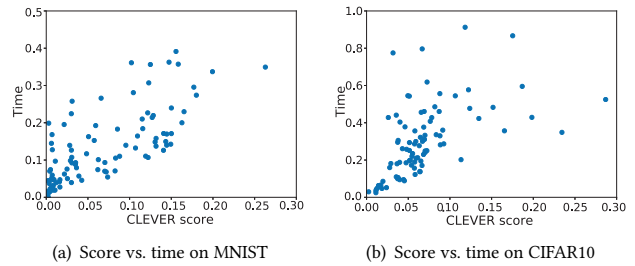 0.5
0.4
0.3
0.2
0.1
0.0
Time
0.00 0.05 0.10 0.15 0.20 0.25 0.30
CLEVER score
(a) Score vs. time on MNIST
1.0
0.8
0.6
0.4
0.2
0.0
Time
0.00 0.05 0.10 0.15 0.20 0.25 0.30
CLEVER score
(b) Score vs. time on CIFAR10